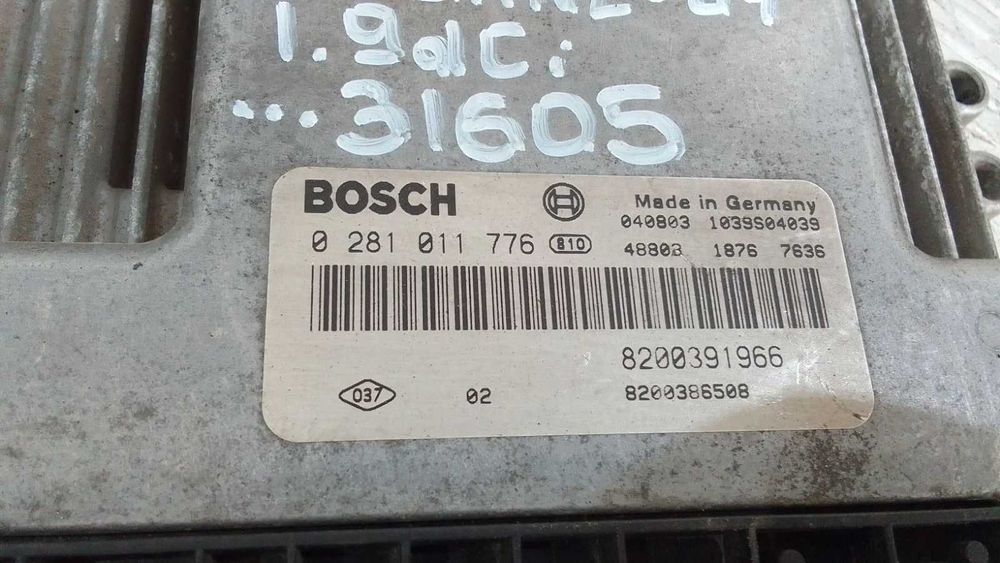 1.9dCi
...31605
BOSCH
Made in Germany
040803 1039S04039
0 281 011 776 810
48803 1876 7636
8200391966
037 02 8200386508